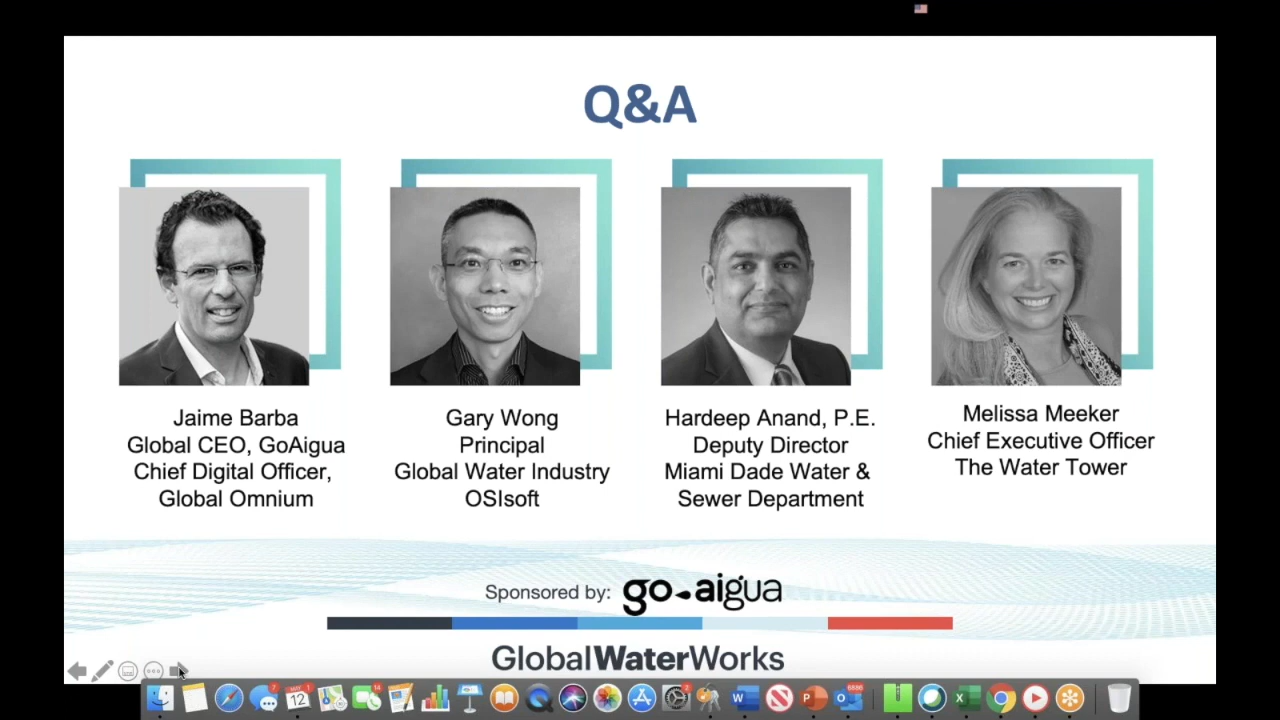 Q&A
Jaime Barba
Global CEO, GoAigua
Chief Digital Officer,
Global Omnium
Gary Wong
Principal
Global Water Industry
OSIsoft
Hardeep Anand, P.E.
Deputy Director
Miami Dade Water &
Sewer Department
Melissa Meeker
Chief Executive Officer
The Water Tower
Sponsored by: go-aigua
GlobalWaterWorks
12